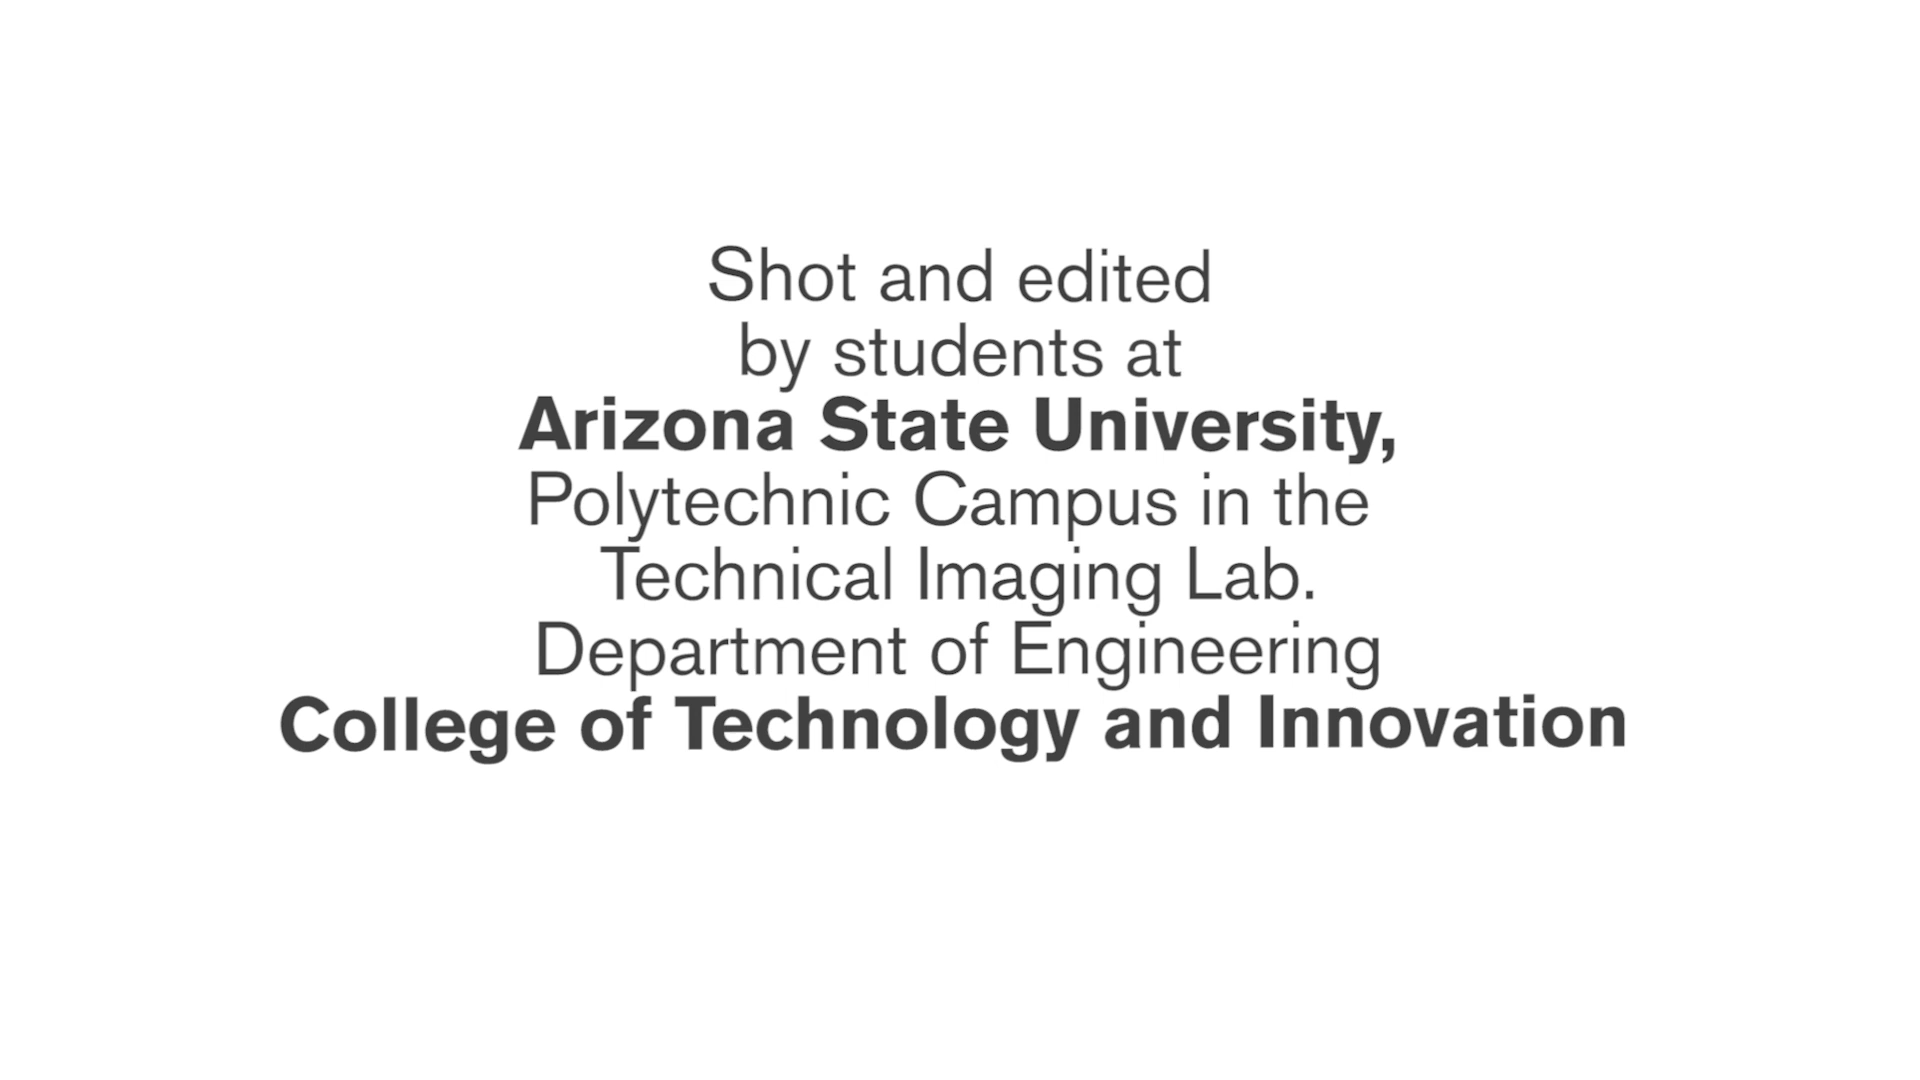 Shot and edited
by students at
Arizona State University,
Polytechnic Campus in the
Technical Imaging Lab.
Department of Engineering
College of Technology and Innovation